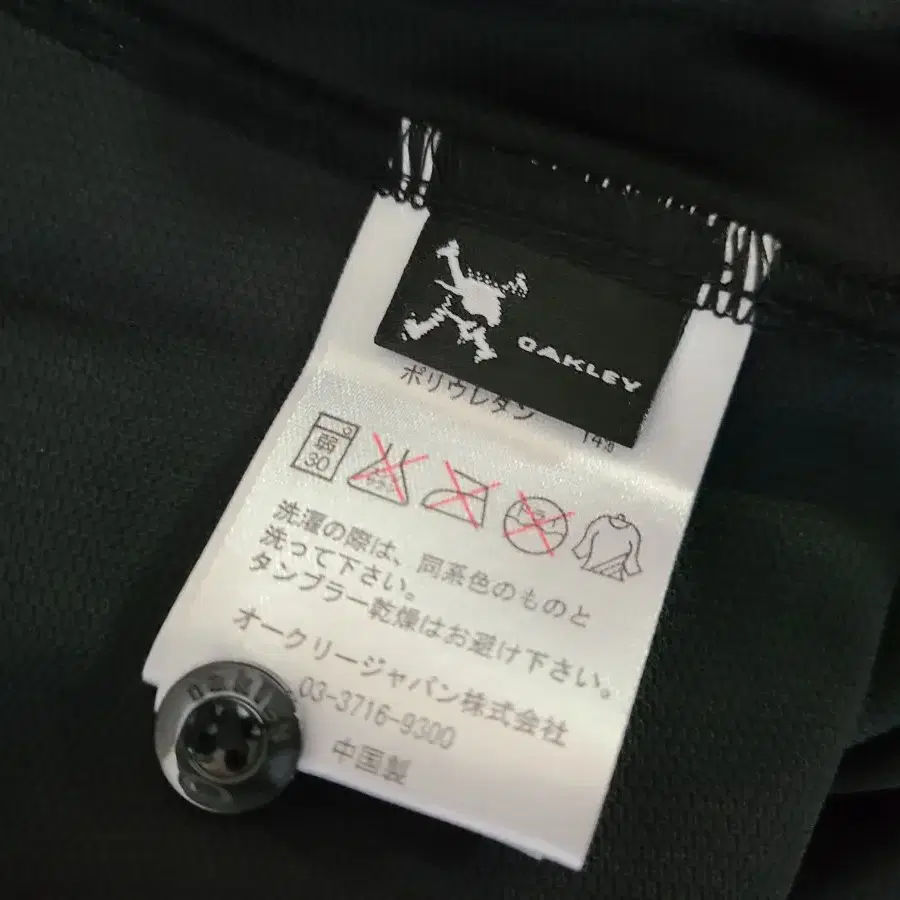 OAKLEY
ポリウレタン
弱
30
ドライ
洗濯の際は、同系色のものと
洗って下さい。
タンブラー乾燥はお避け下さい。
オークリージャパン株式会社
03-3716-9300
中国製